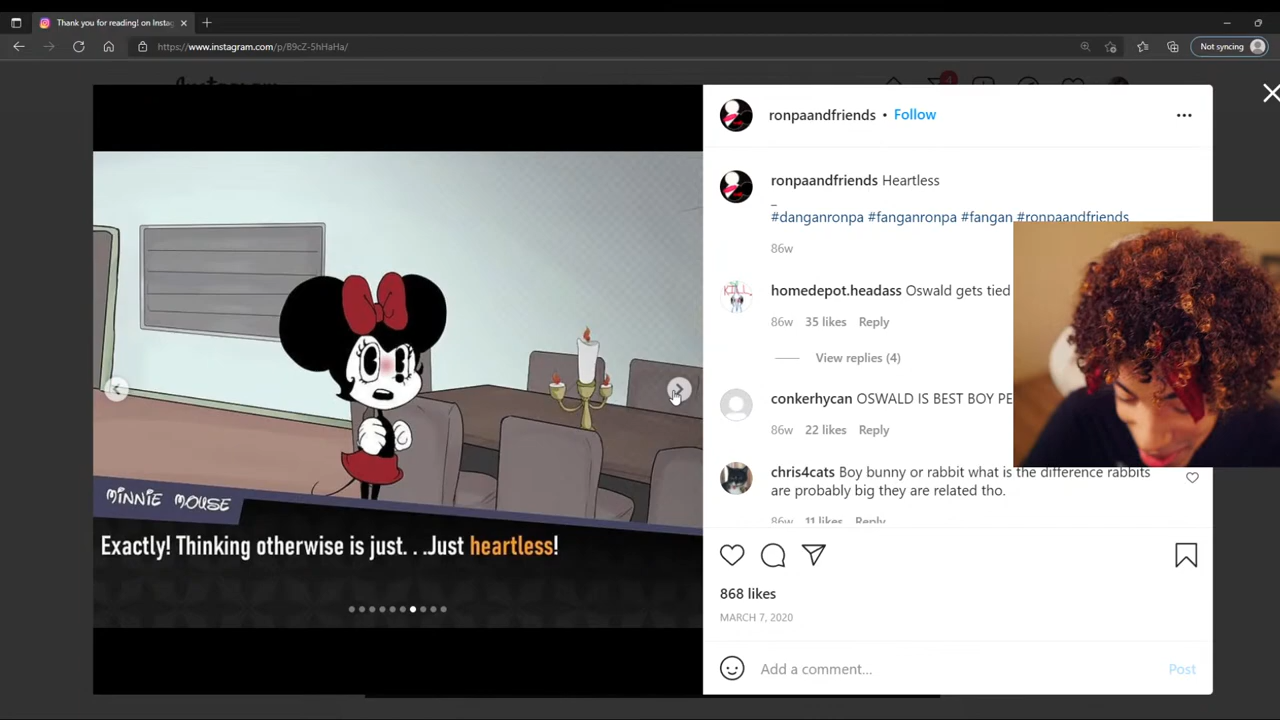 Thank you for reading! on Insta
https://www.instagram.com/p/B9cZ-5hHaHa/
Not syncing
4
ronpaandfriends • Follow
ronpaandfriends Heartless
_
#danganronpa #fanganronpa #fangan #ronpaandfriends
86w
homedepot.headass Oswald gets tied
86w 35 likes Reply
View replies (4)
conkerhycan OSWALD IS BEST BOY PE
86w 22 likes Reply
chris4cats Boy bunny or rabbit what is the difference rabbits
are probably big they are related tho.
86w 11 likes Reply
MINNIE MOUSE
Exactly! Thinking otherwise is just. . .Just heartless!
868 likes
MARCH 7, 2020
Add a comment...
Post